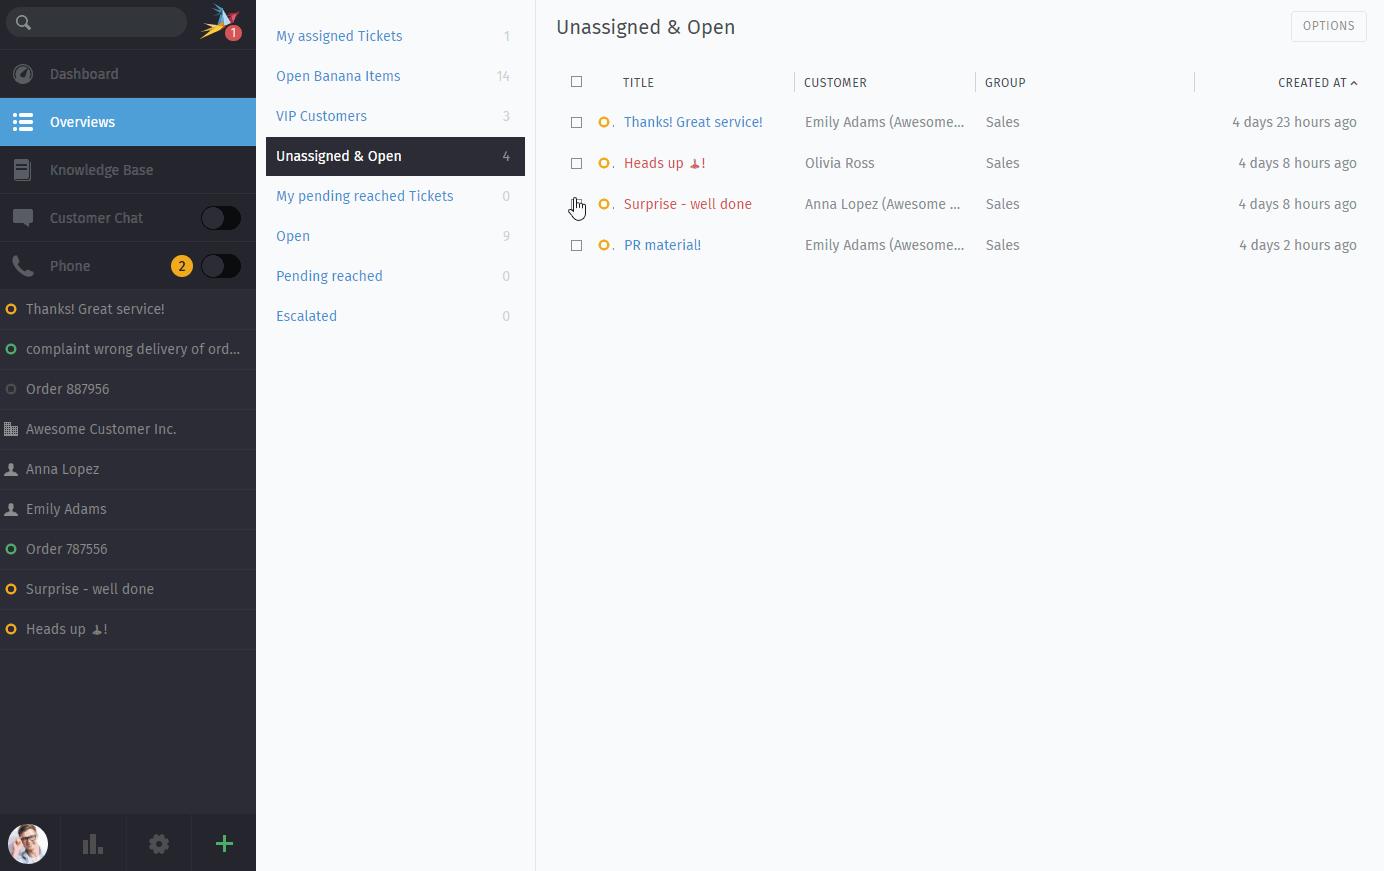 1
Dashboard
Overviews
Knowledge Base
Customer Chat
Phone 2
Thanks! Great service!
complaint wrong delivery of ord...
Order 887956
Awesome Customer Inc.
Anna Lopez
Emily Adams
Order 787556
Surprise - well done
Heads up !
My assigned Tickets 1
Open Banana Items 14
VIP Customers 3
Unassigned & Open 4
My pending reached Tickets 0
Open 9
Pending reached 0
Escalated 0
Unassigned & Open
OPTIONS
TITLE CUSTOMER GROUP CREATED AT
Thanks! Great service! Emily Adams (Awesome... Sales 4 days 23 hours ago
Heads up ! Olivia Ross Sales 4 days 8 hours ago
Surprise - well done Anna Lopez (Awesome ... Sales 4 days 8 hours ago
PR material! Emily Adams (Awesome... Sales 4 days 2 hours ago